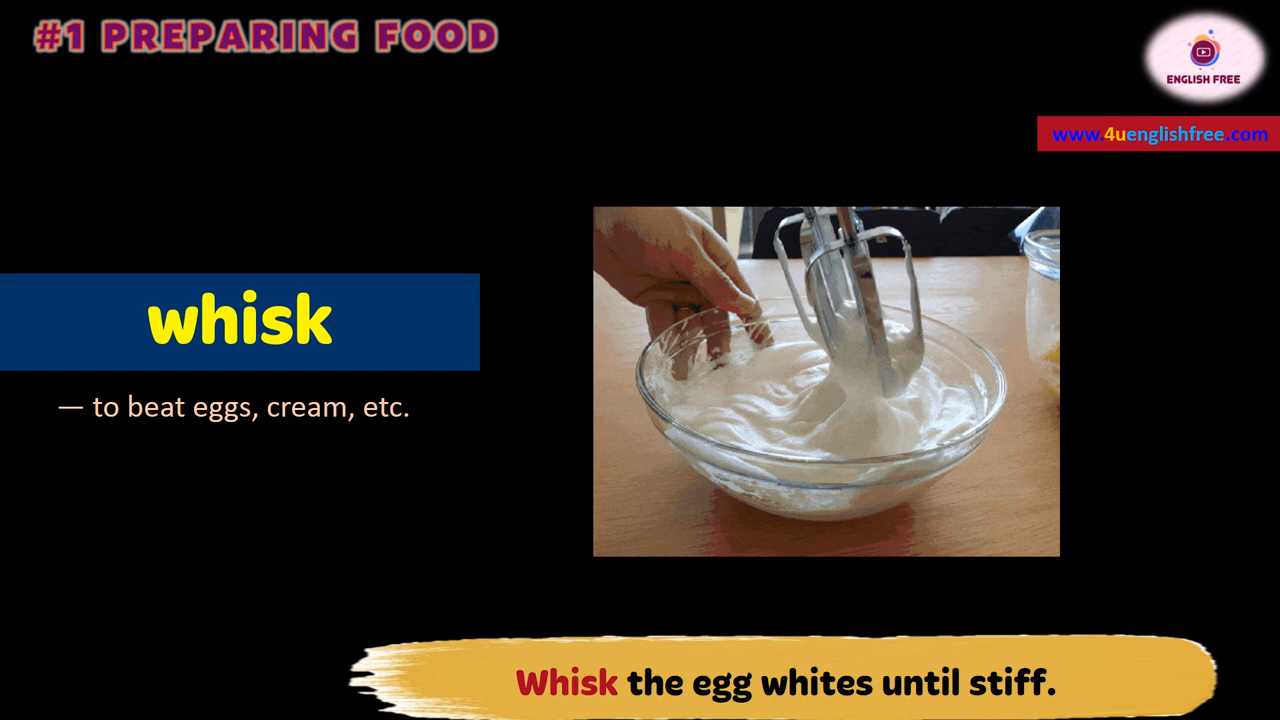 #1 PREPARING FOOD
ENGLISH FREE
www.4uenglishfree.com
whisk
— to beat eggs, cream, etc.
Whisk the egg whites until stiff.